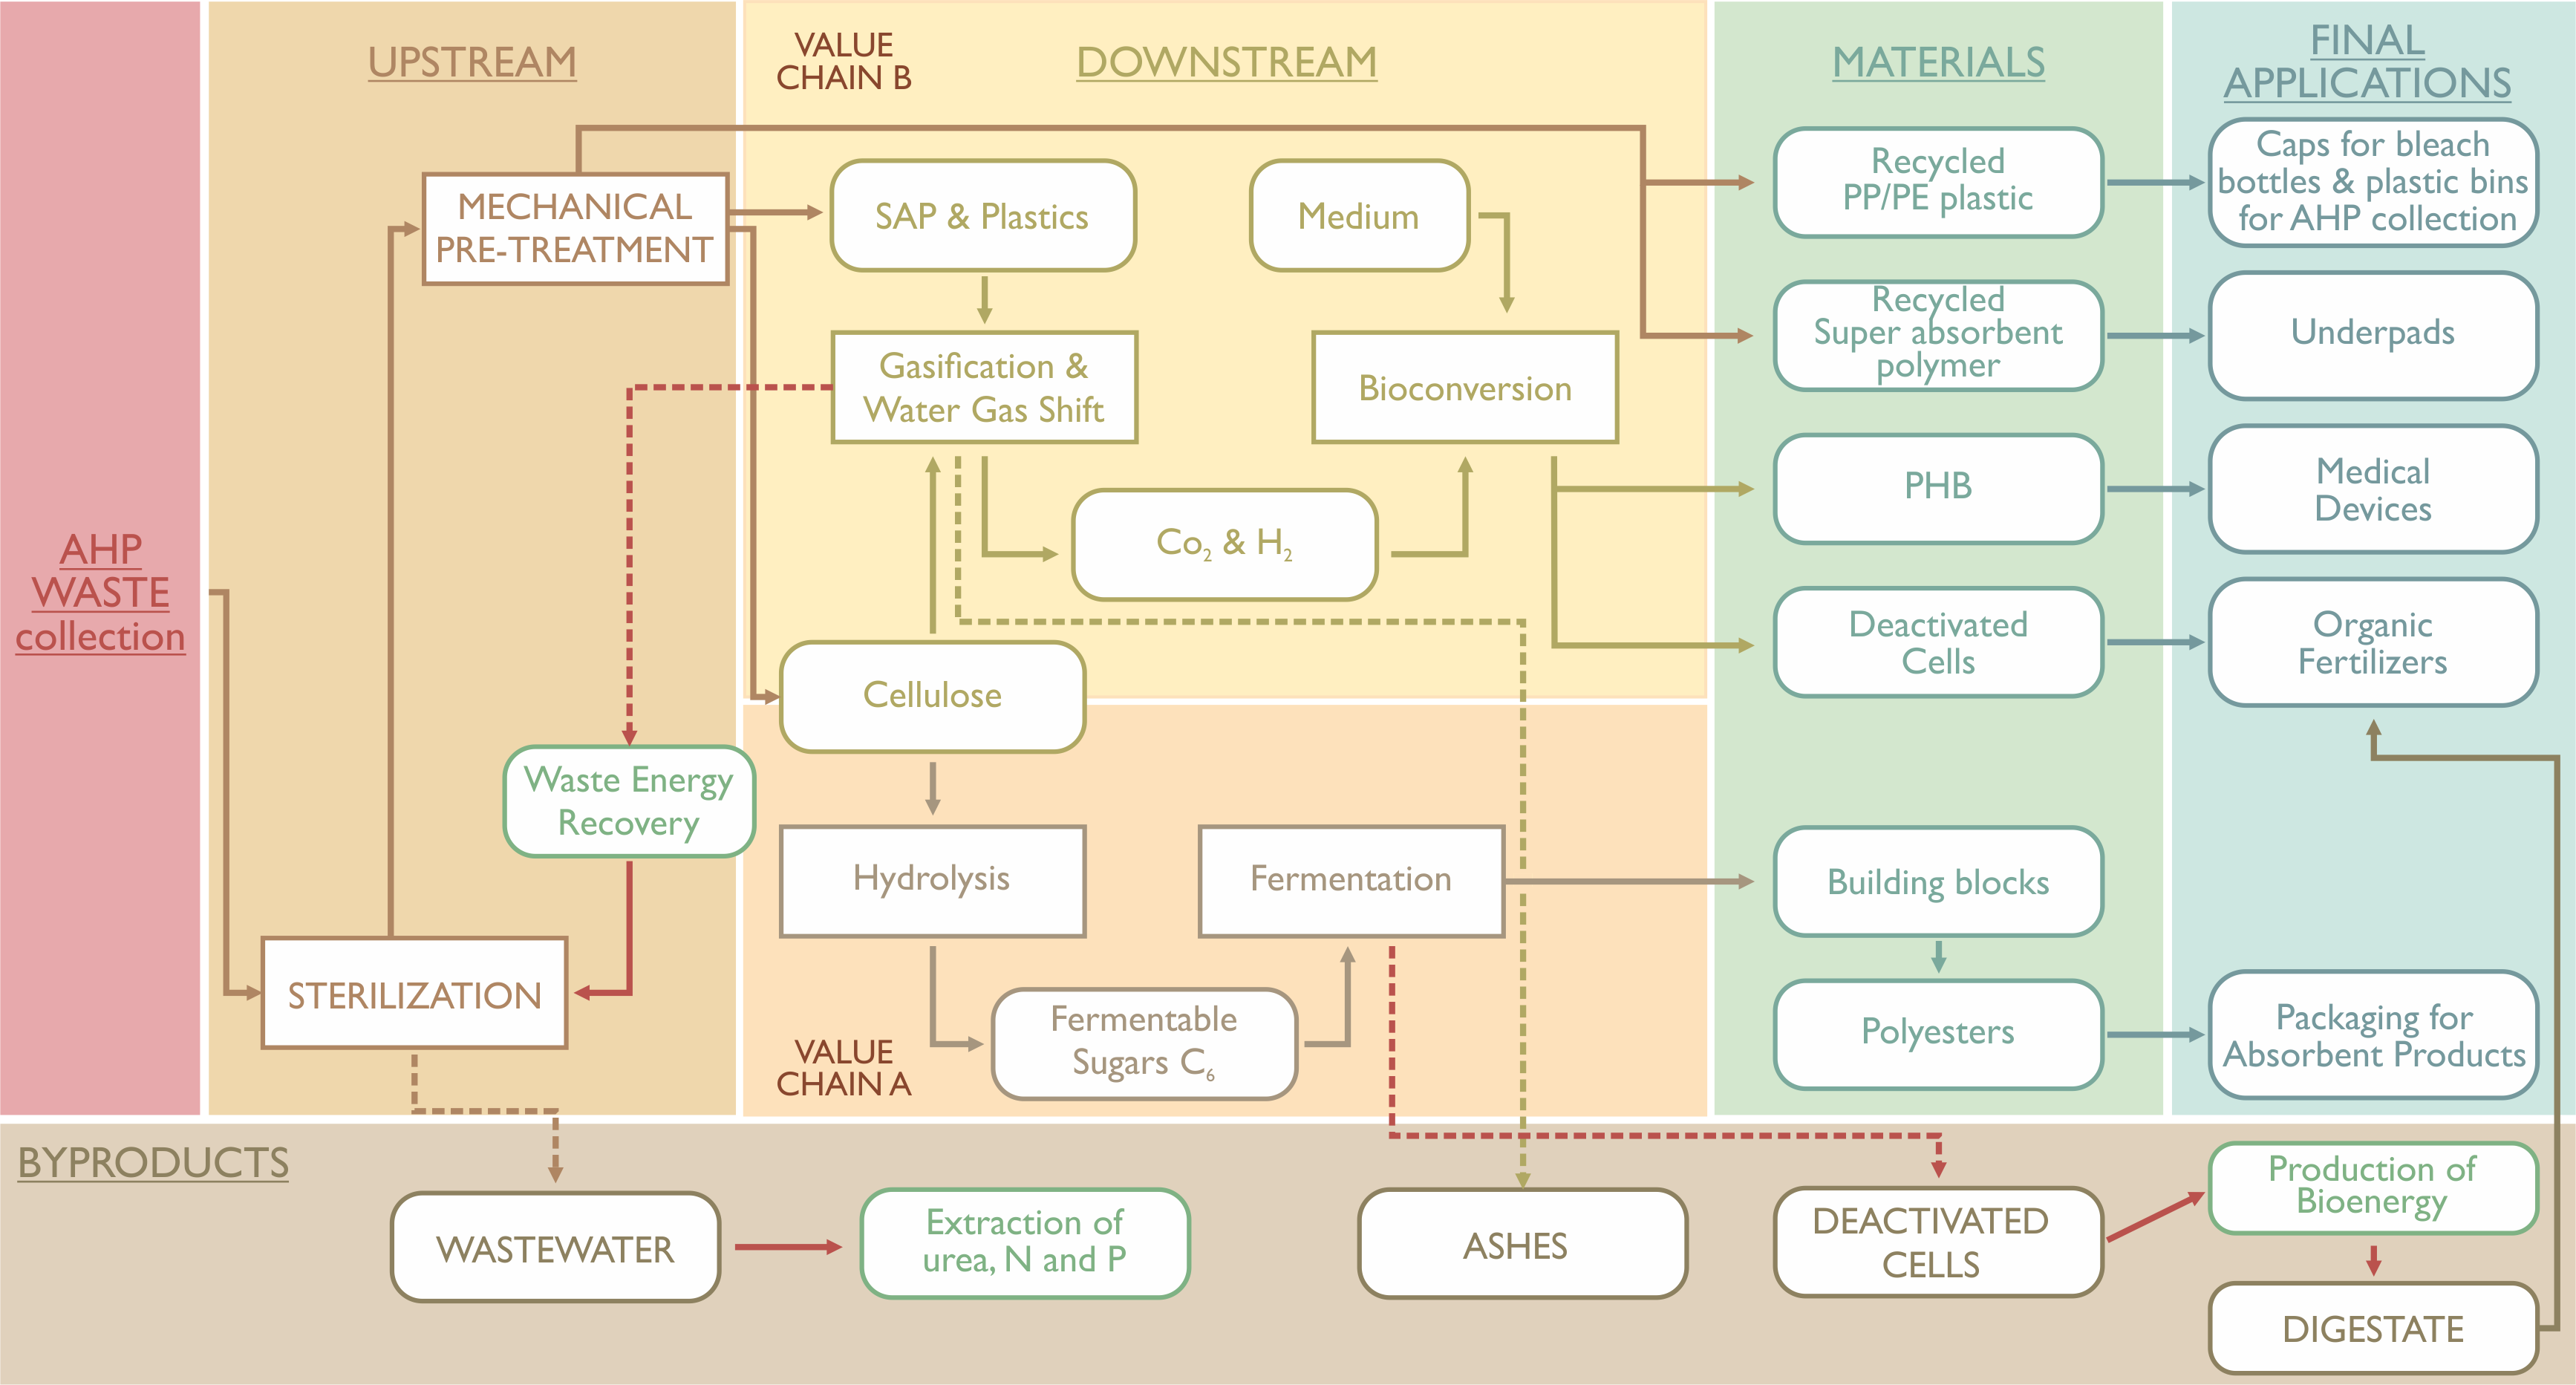 UPSTREAM
VALUE
CHAIN B
DOWNSTREAM
MATERIALS
FINAL
APPLICATIONS
AHP
WASTE
collection
MECHANICAL
PRE-TREATMENT
STERILIZATION
Waste Energy
Recovery
SAP & Plastics
Medium
Gasification &
Water Gas Shift
Bioconversion
Co₂ & H₂
Cellulose
Hydrolysis
Fermentation
Fermentable
Sugars C₆
VALUE
CHAIN A
Recycled
PP/PE plastic
Recycled
Super absorbent
polymer
PHB
Deactivated
Cells
Building blocks
Polyesters
Caps for bleach
bottles & plastic bins
for AHP collection
Underpads
Medical
Devices
Organic
Fertilizers
Packaging for
Absorbent Products
BYPRODUCTS
WASTEWATER
Extraction of
urea, N and P
ASHES
DEACTIVATED
CELLS
Production of
Bioenergy
DIGESTATE